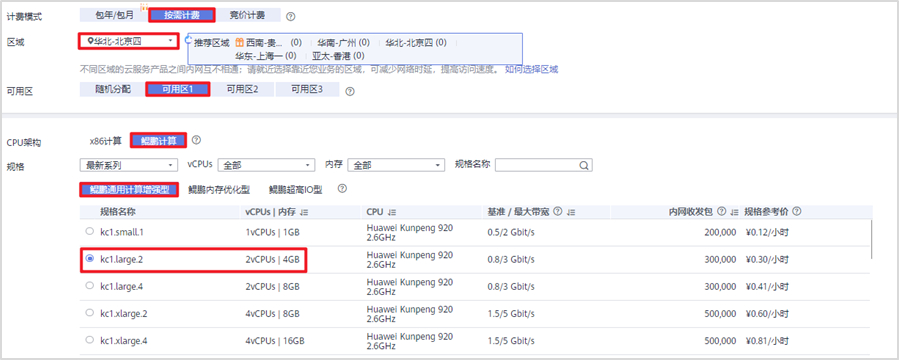 计费模式 包年/包月 按需计费 竞价计费
区域 华北-北京四 推荐区域 西南-贵... (0) 华南-广州 (0) 华北-北京四 (0)
华东-上海一 (0) 亚太-香港 (0)
不同区域的云服务产品之间内网互不相通；请就近选择靠近您业务的区域，可减少网络时延，提高访问速度。 如何选择区域
可用区 随机分配 可用区1 可用区2 可用区3
CPU架构 x86计算 鲲鹏计算
规格 最新系列 vCPUs 全部 内存 全部 规格名称
鲲鹏通用计算增强型 鲲鹏内存优化型 鲲鹏超高IO型
规格名称 vCPUs | 内存 CPU 基准 / 最大带宽 内网收发包 规格参考价
kc1.small.1 1vCPUs | 1GB Huawei Kunpeng 920 2.6GHz 0.5/2 Gbit/s 200,000 ¥0.12/小时
kc1.large.2 2vCPUs | 4GB Huawei Kunpeng 920 2.6GHz 0.8/3 Gbit/s 300,000 ¥0.30/小时
kc1.large.4 2vCPUs | 8GB Huawei Kunpeng 920 2.6GHz 0.8/3 Gbit/s 300,000 ¥0.41/小时
kc1.xlarge.2 4vCPUs | 8GB Huawei Kunpeng 920 2.6GHz 1.5/5 Gbit/s 500,000 ¥0.60/小时
kc1.xlarge.4 4vCPUs | 16GB Huawei Kunpeng 920 2.6GHz 1.5/5 Gbit/s 500,000 ¥0.81/小时